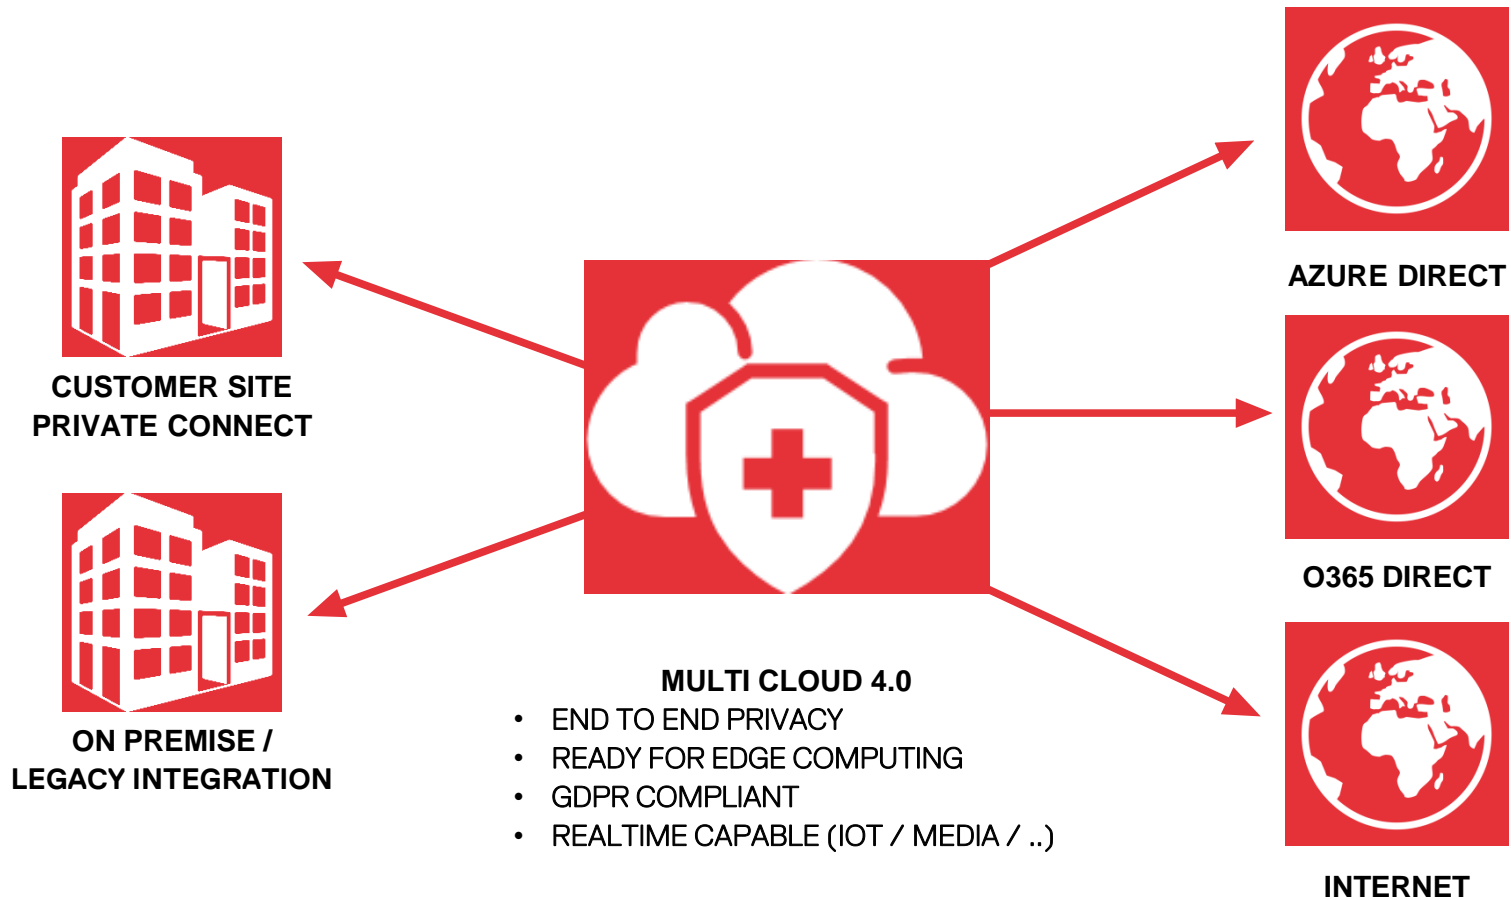 CUSTOMER SITE
PRIVATE CONNECT
ON PREMISE /
LEGACY INTEGRATION
MULTI CLOUD 4.0
• END TO END PRIVACY
• READY FOR EDGE COMPUTING
• GDPR COMPLIANT
• REALTIME CAPABLE (IOT / MEDIA / ..)
AZURE DIRECT
O365 DIRECT
INTERNET